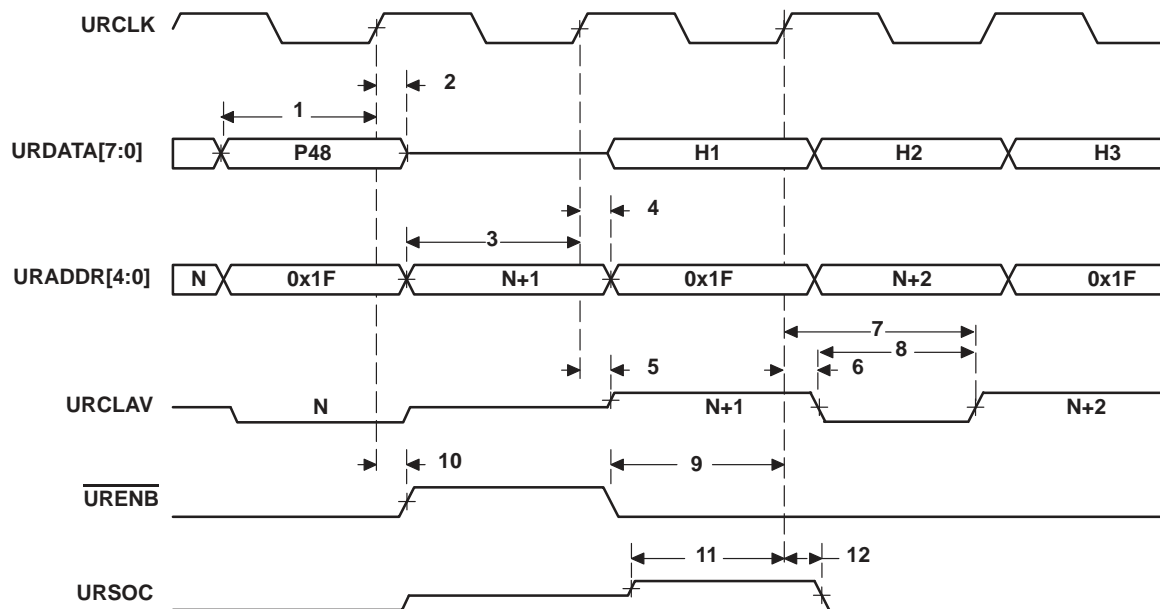 URCLK
2
1
URDATA[7:0] P48 H1 H2 H3
4
3
URADDR[4:0] N 0x1F N+1 0x1F N+2 0x1F
7
8
5 6
URCLAV N N+1 N+2
10 9
URENB
11 12
URSOC